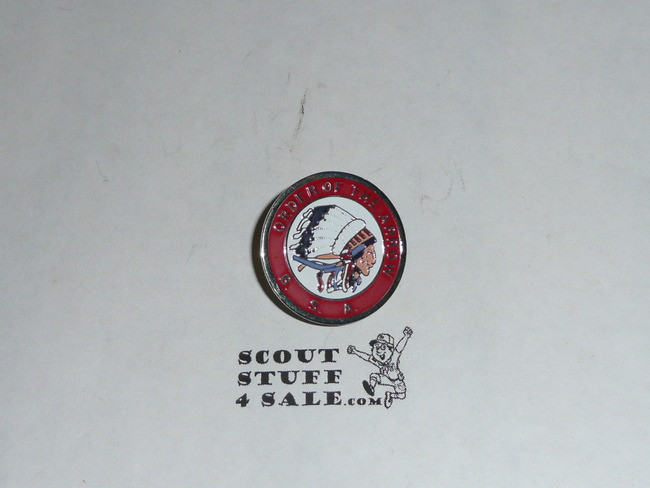 ORDER OF THE ARROW
B. S. A.
SCOUT
STUFF
4 SALE.COM